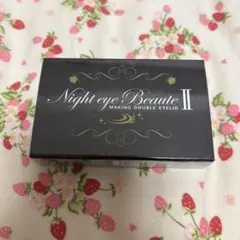 Night eye Beaute II
MAKING DOUBLE EYELID